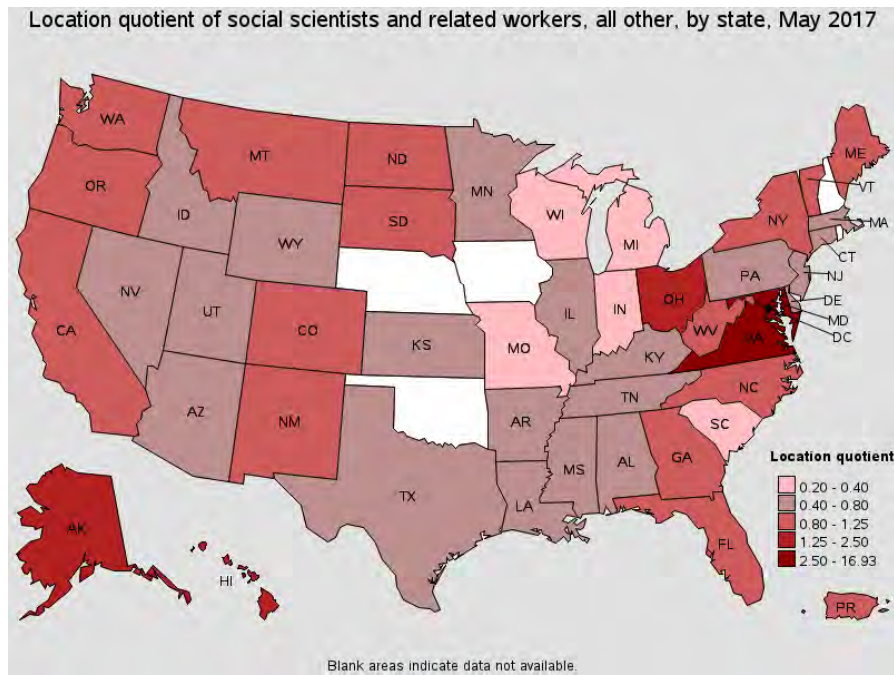 Location quotient of social scientists and related workers, all other, by state, May 2017
WA
MT
ND
MN
ME
VT
OR
ID
SD
WI
MI
NY
MA
WY
CT
NV
UT
CO
KS
IL
IN
OH
PA
NJ
DE
MD
DC
CA
MO
KY
WV
VA
AZ
NM
AR
TN
NC
SC
TX
LA
MS
AL
GA
FL
AK
HI
PR
Location quotient
0.20 - 0.40
0.40 - 0.80
0.80 - 1.25
1.25 - 2.50
2.50 - 16.93
Blank areas indicate data not available.